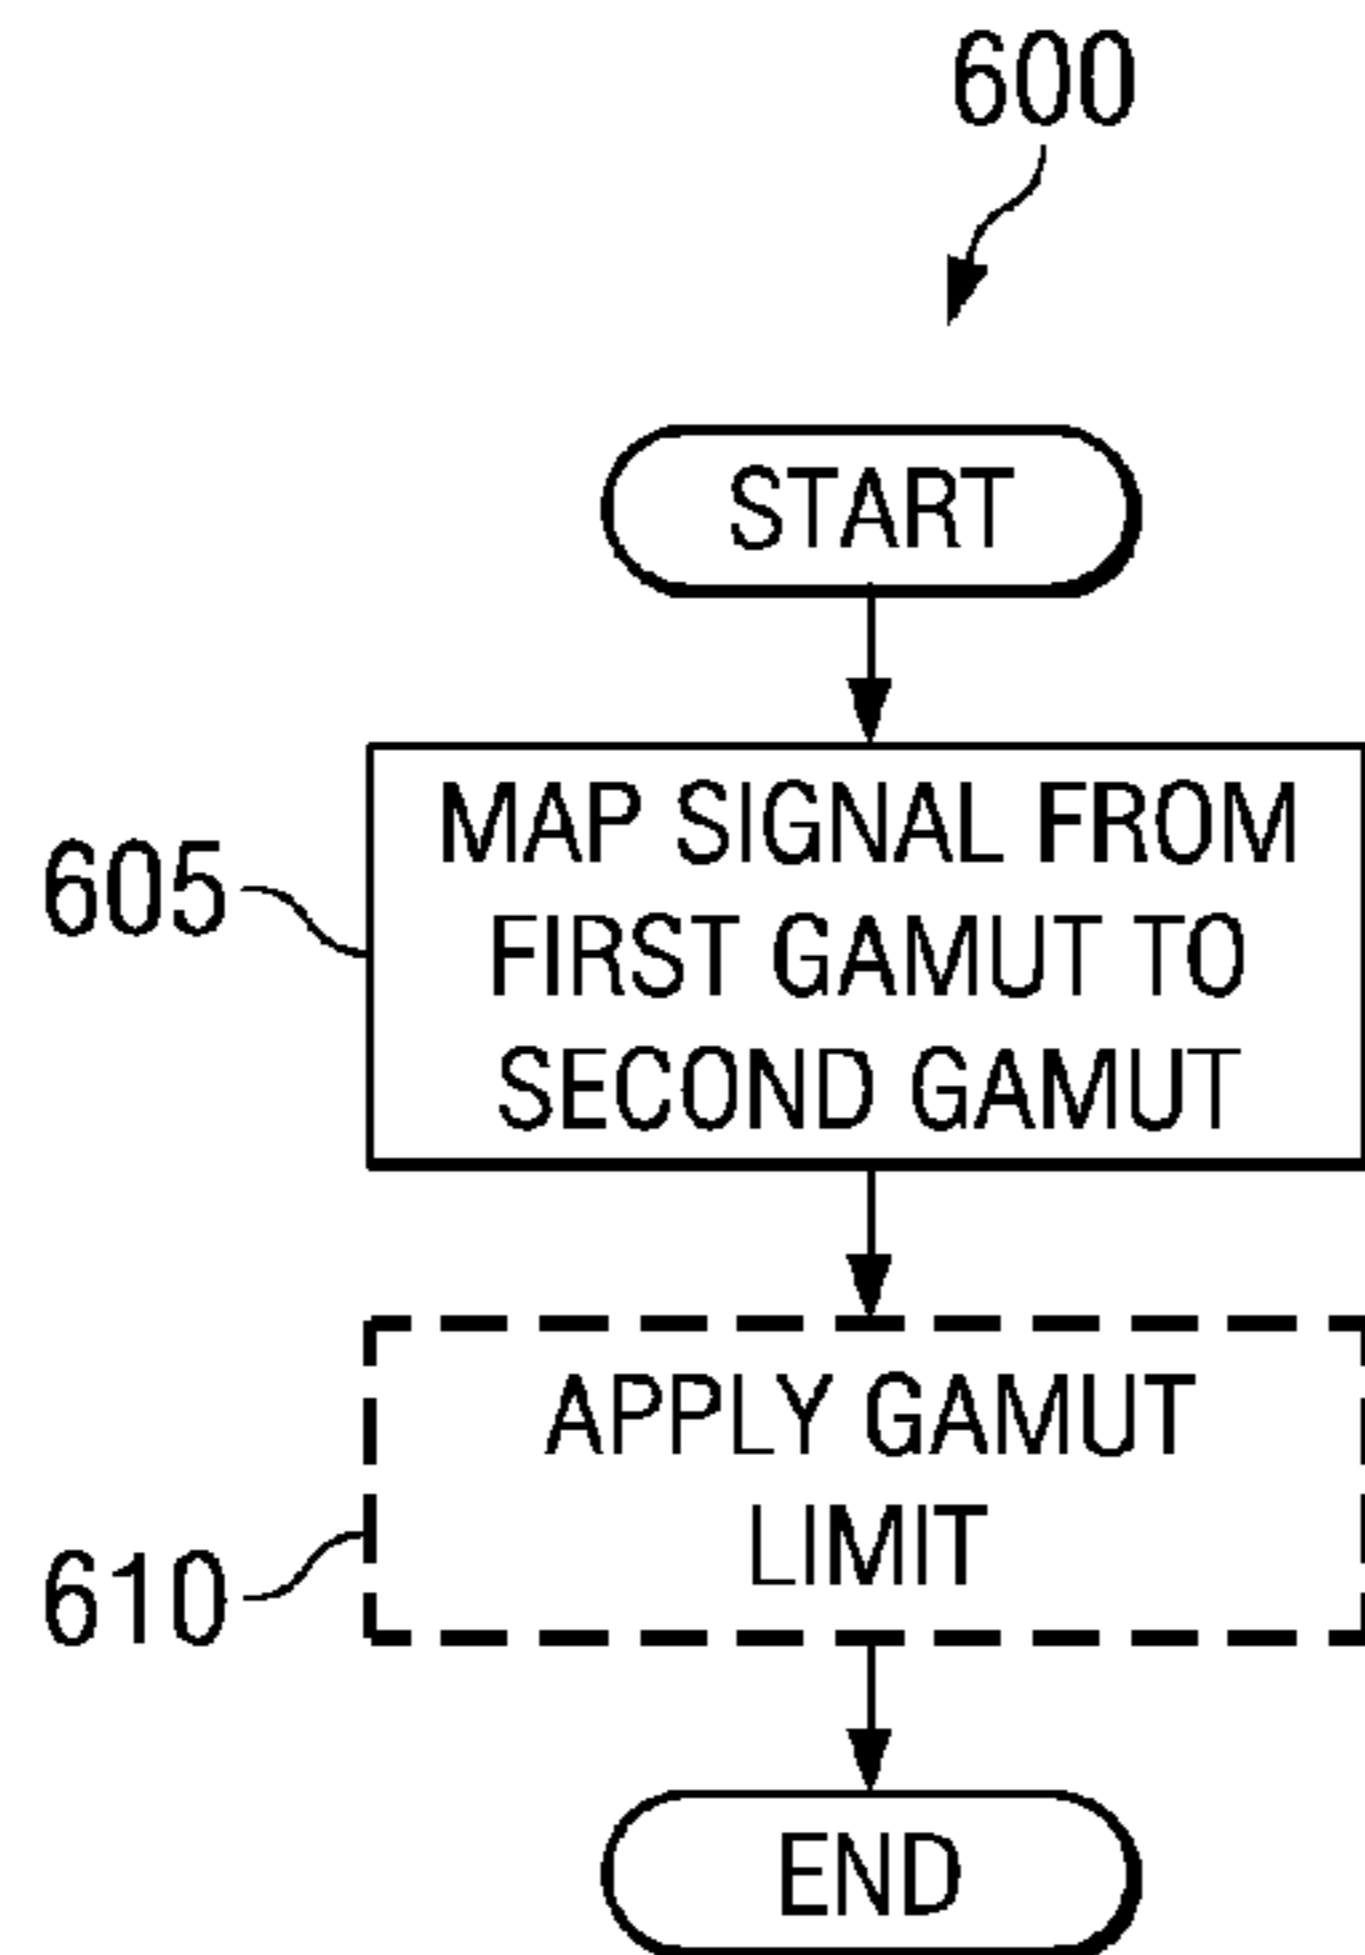 600
START
605
MAP SIGNAL FROM
FIRST GAMUT TO
SECOND GAMUT
APPLY GAMUT
LIMIT
610
END